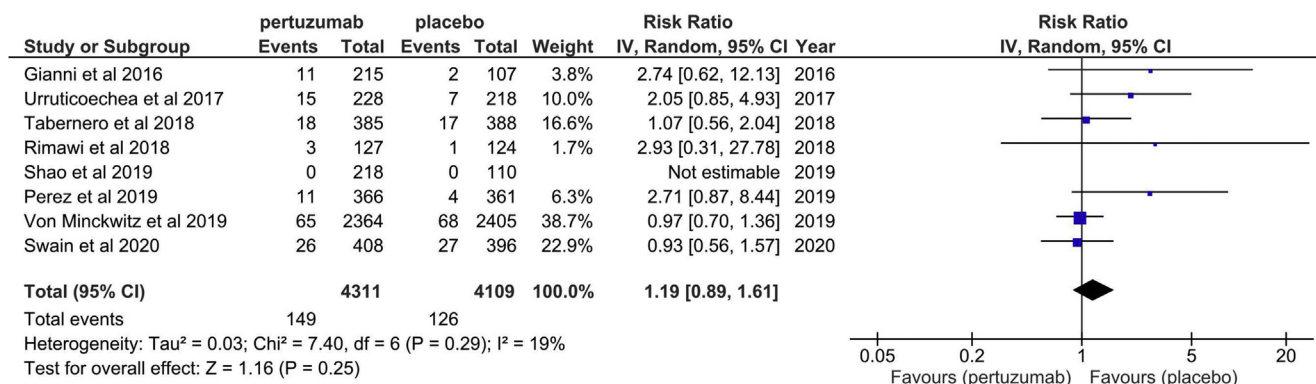 pertuzumab placebo Risk Ratio Risk Ratio
Study or Subgroup Events Total Events Total Weight IV, Random, 95% CI Year IV, Random, 95% CI
Gianni et al 2016 11 215 2 107 3.8% 2.74 [0.62, 12.13] 2016
Urruticoechea et al 2017 15 228 7 218 10.0% 2.05 [0.85, 4.93] 2017
Tabernero et al 2018 18 385 17 388 16.6% 1.07 [0.56, 2.04] 2018
Rimawi et al 2018 3 127 1 124 1.7% 2.93 [0.31, 27.78] 2018
Shao et al 2019 0 218 0 110 Not estimable 2019
Perez et al 2019 11 366 4 361 6.3% 2.71 [0.87, 8.44] 2019
Von Minckwitz et al 2019 65 2364 68 2405 38.7% 0.97 [0.70, 1.36] 2019
Swain et al 2020 26 408 27 396 22.9% 0.93 [0.56, 1.57] 2020
Total (95% CI) 4311 4109 100.0% 1.19 [0.89, 1.61]
Total events 149 126
Heterogeneity: Tau² = 0.03; Chi² = 7.40, df = 6 (P = 0.29); I² = 19%
Test for overall effect: Z = 1.16 (P = 0.25)
0.05 0.2 1 5 20
Favours (pertuzumab) Favours (placebo)